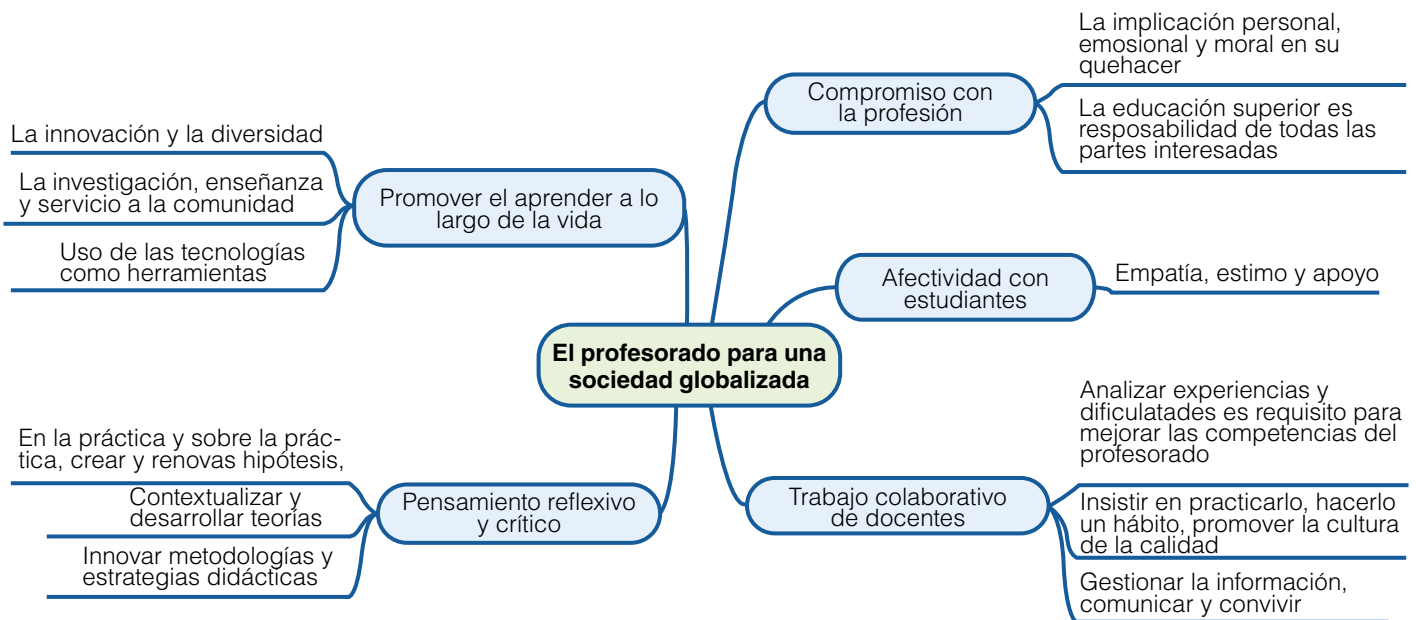 La implicación personal,
emosional y moral en su
quehacer
Compromiso con
la profesión
La educación superior es
resposabilidad de todas las
partes interesadas
La innovación y la diversidad
La investigación, enseñanza
y servicio a la comunidad
Promover el aprender a lo
largo de la vida
Uso de las tecnologías
como herramientas
Afectividad con
estudiantes
Empatía, estimo y apoyo
El profesorado para una
sociedad globalizada
Analizar experiencias y
dificulatades es requisito para
mejorar las competencias del
profesorado
En la práctica y sobre la prác-
tica, crear y renovas hipótesis,
Contextualizar y
desarrollar teorías
Pensamiento reflexivo
y crítico
Innovar metodologías y
estrategias didácticas
Trabajo colaborativo
de docentes
Insistir en practicarlo, hacerlo
un hábito, promover la cultura
de la calidad
Gestionar la información,
comunicar y convivir